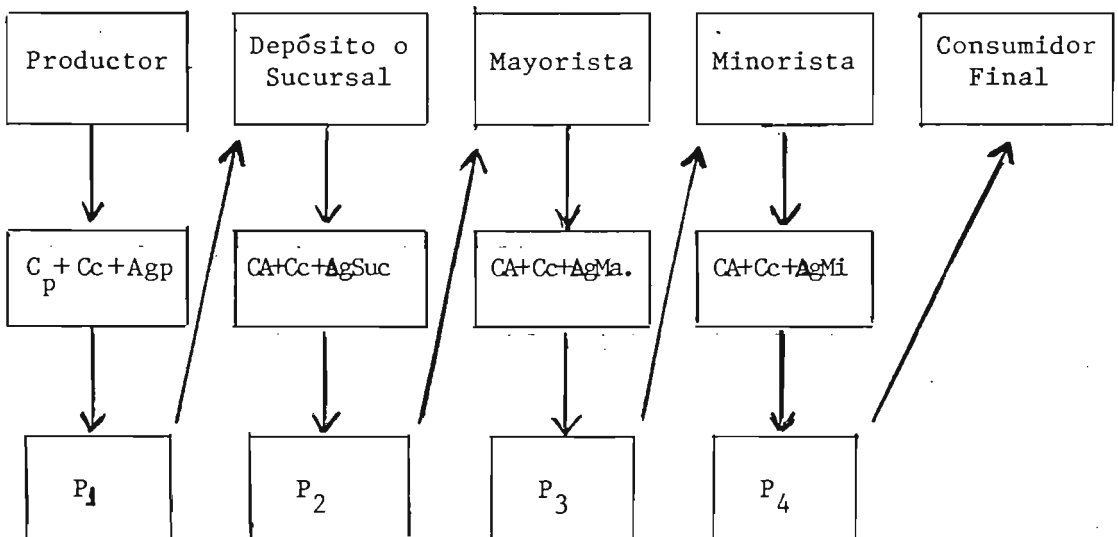 Productor
Depósito o
Sucursal
Mayorista
Minorista
Consumidor
Final
Cp + Cc + Agp
CA+Cc+AgSuc
CA+Cc+AgMa.
CA+Cc+AgMi
P1
P2
P3
P4